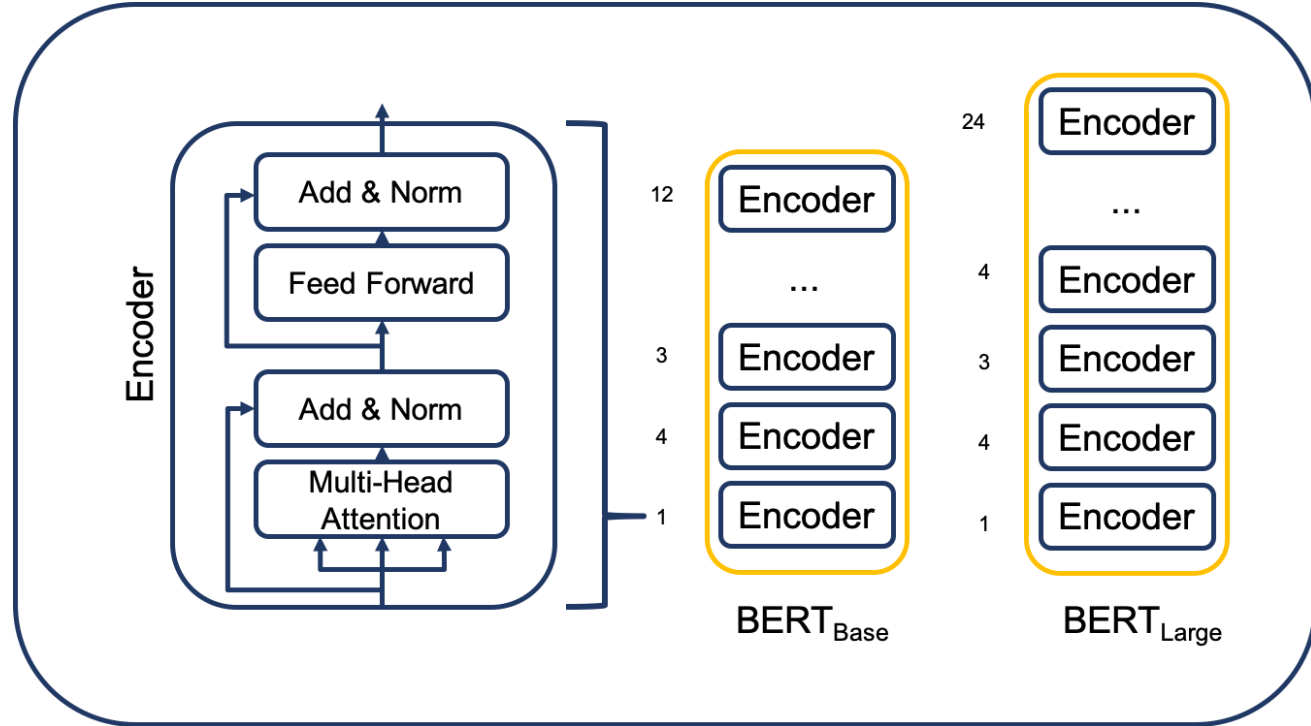 Encoder
Add & Norm
Feed Forward
Add & Norm
Multi-Head
Attention
12
Encoder
...
3
Encoder
4
Encoder
1
Encoder
BERTBase
24
Encoder
...
4
Encoder
3
Encoder
4
Encoder
1
Encoder
BERTLarge